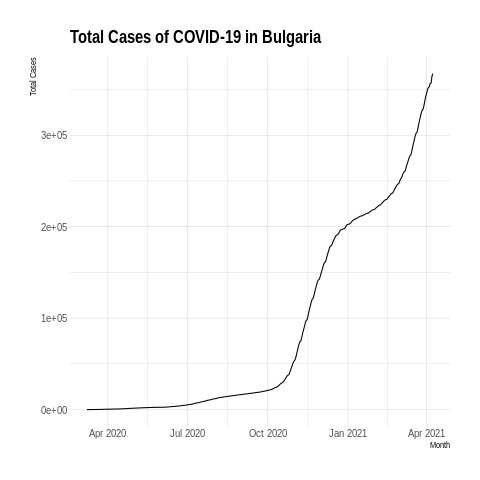 Total Cases of COVID-19 in Bulgaria
Total Cases
3e+05
2e+05
1e+05
0e+00
Apr 2020 Jul 2020 Oct 2020 Jan 2021 Apr 2021
Month